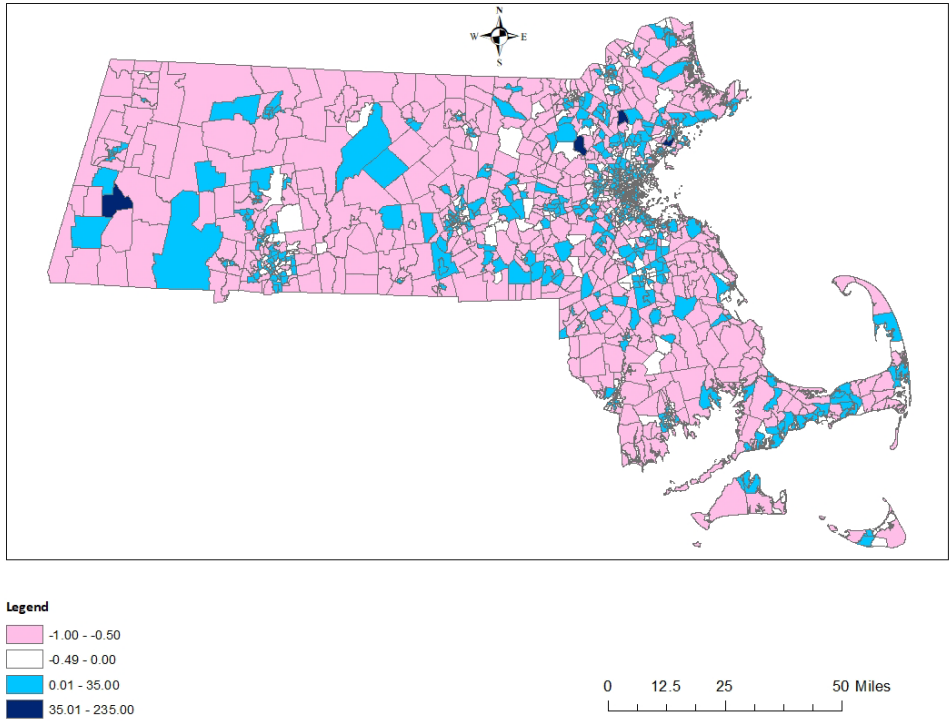 N
W E
S
Legend
-1.00 - -0.50
-0.49 - 0.00
0.01 - 35.00
35.01 - 235.00
0 12.5 25 50 Miles